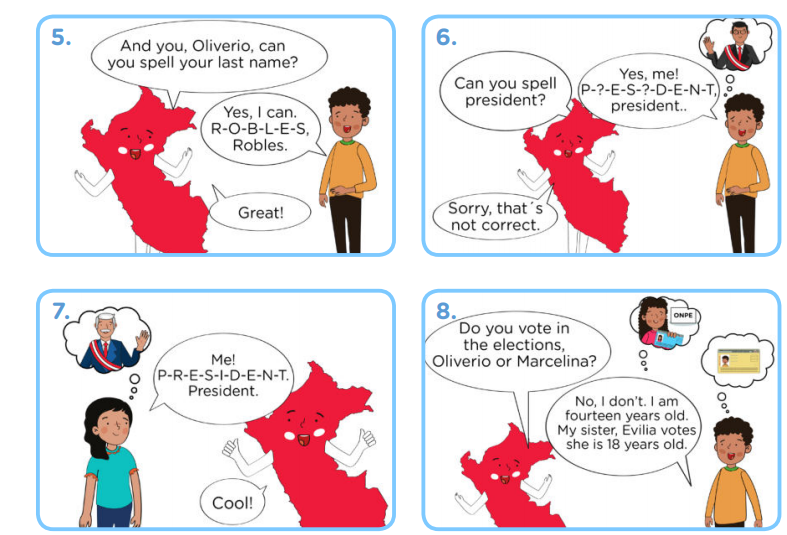 5.
And you, Oliverio, can
you spell your last name?
Yes, I can.
R-O-B-L-E-S,
Robles.
Great!
6.
Can you spell
president?
Yes, me!
P-?-E-S-?-D-E-N-T,
president..
Sorry, that´s
not correct.
7.
Me!
P-R-E-S-I-D-E-N-T.
President.
Cool!
8.
Do you vote in
the elections,
Oliverio or Marcelina?
ONPE
No, I don't. I am
fourteen years old.
My sister, Evilia votes
she is 18 years old.